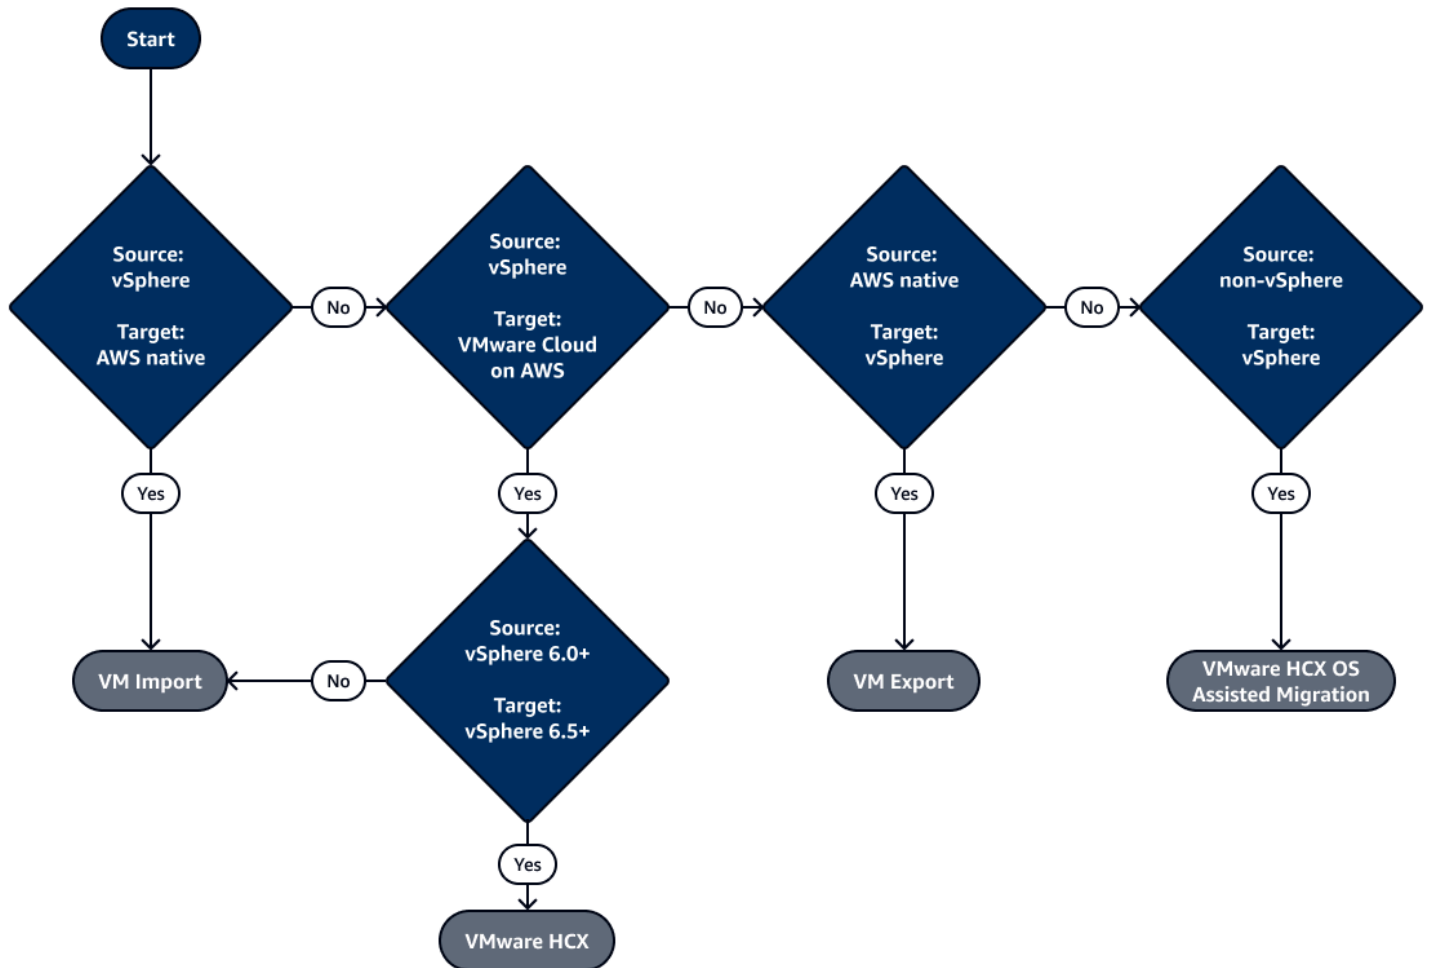 Start
Source:
vSphere
Target:
AWS native
No
Source:
vSphere
Target:
VMware Cloud
on AWS
No
Source:
AWS native
Target:
vSphere
No
Source:
non-vSphere
Target:
vSphere
Yes
Yes
Yes
Yes
VM Import
No
Source:
vSphere 6.0+
Target:
vSphere 6.5+
VM Export
VMware HCX OS
Assisted Migration
Yes
VMware HCX